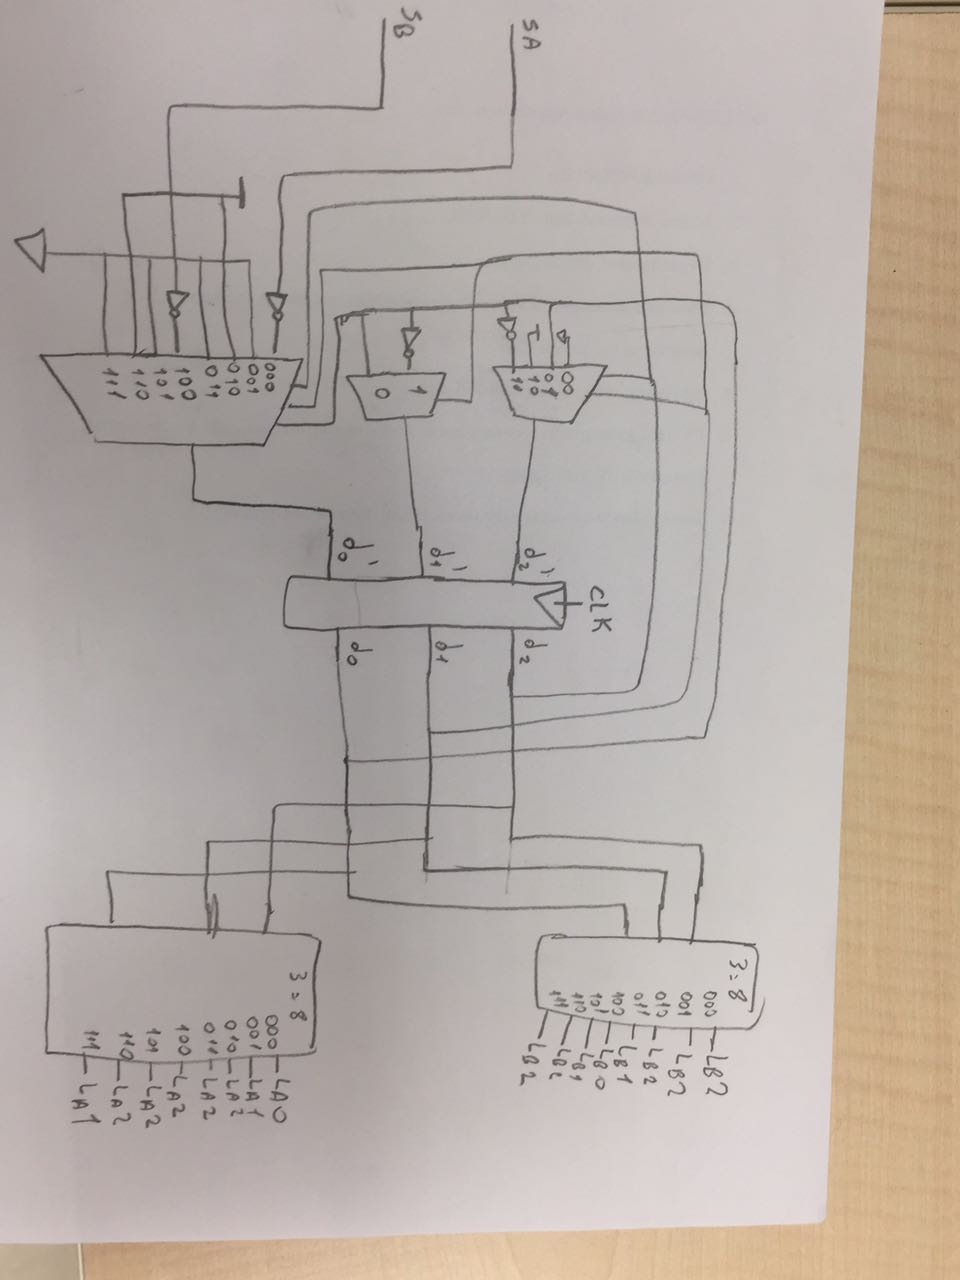 SA
SB
000
001
010
011
100
101
110
111
1
0
00
01
10
11
d2'
d1'
d0'
CLK
d2
d1
d0
3:8
000 LB2
001 LB2
010 LB2
011 LB1
100 LB0
101 LB1
110 LB2
111 LB2
3:8
000 LA0
001 LA1
010 LA2
011 LA2
100 LA2
101 LA2
110 LA2
111 LA1